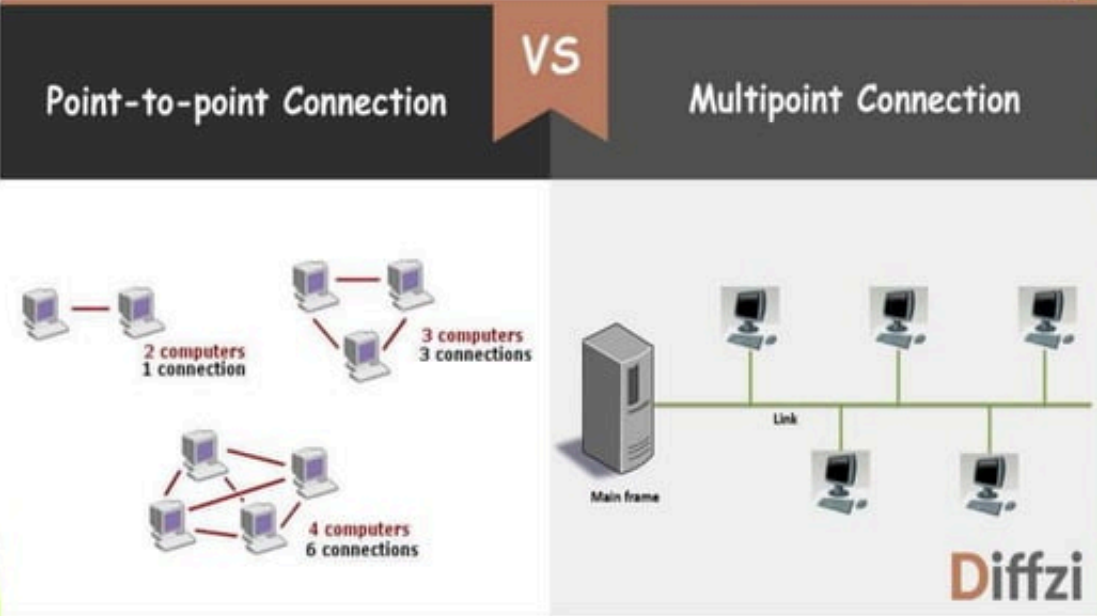 Point-to-point Connection
VS
Multipoint Connection
2 computers
1 connection
3 computers
3 connections
4 computers
6 connections
Link
Main frame
Diffzi